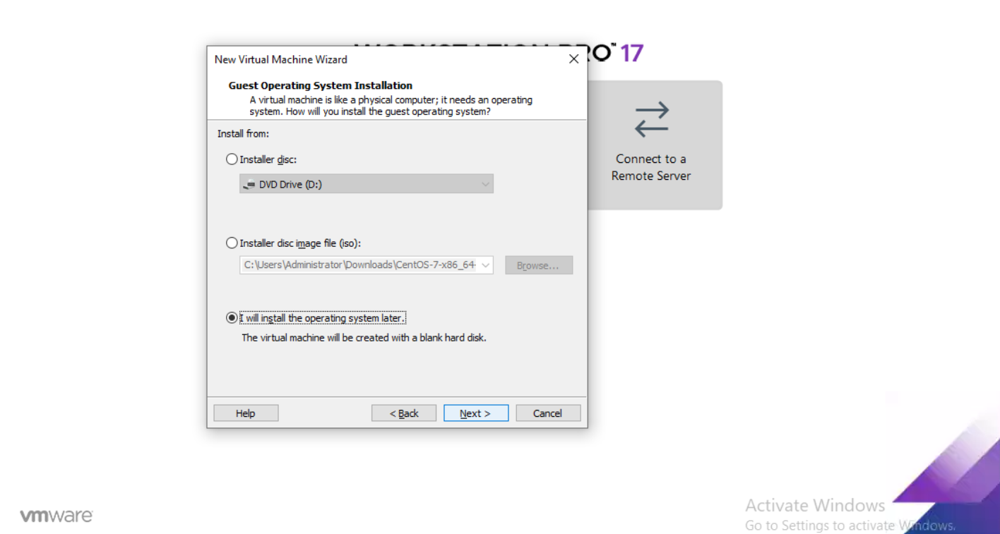 WORKSTATION PRO™ 17
New Virtual Machine Wizard
Guest Operating System Installation
A virtual machine is like a physical computer; it needs an operating
system. How will you install the guest operating system?
Install from:
Installer disc:
DVD Drive (D:)
Installer disc image file (iso):
C:\Users\Administrator\Downloads\CentOS-7-x86_64-
Browse...
I will install the operating system later.
The virtual machine will be created with a blank hard disk.
Help
< Back
Next >
Cancel
Connect to a
Remote Server
vmware
Activate Windows
Go to Settings to activate Windows.